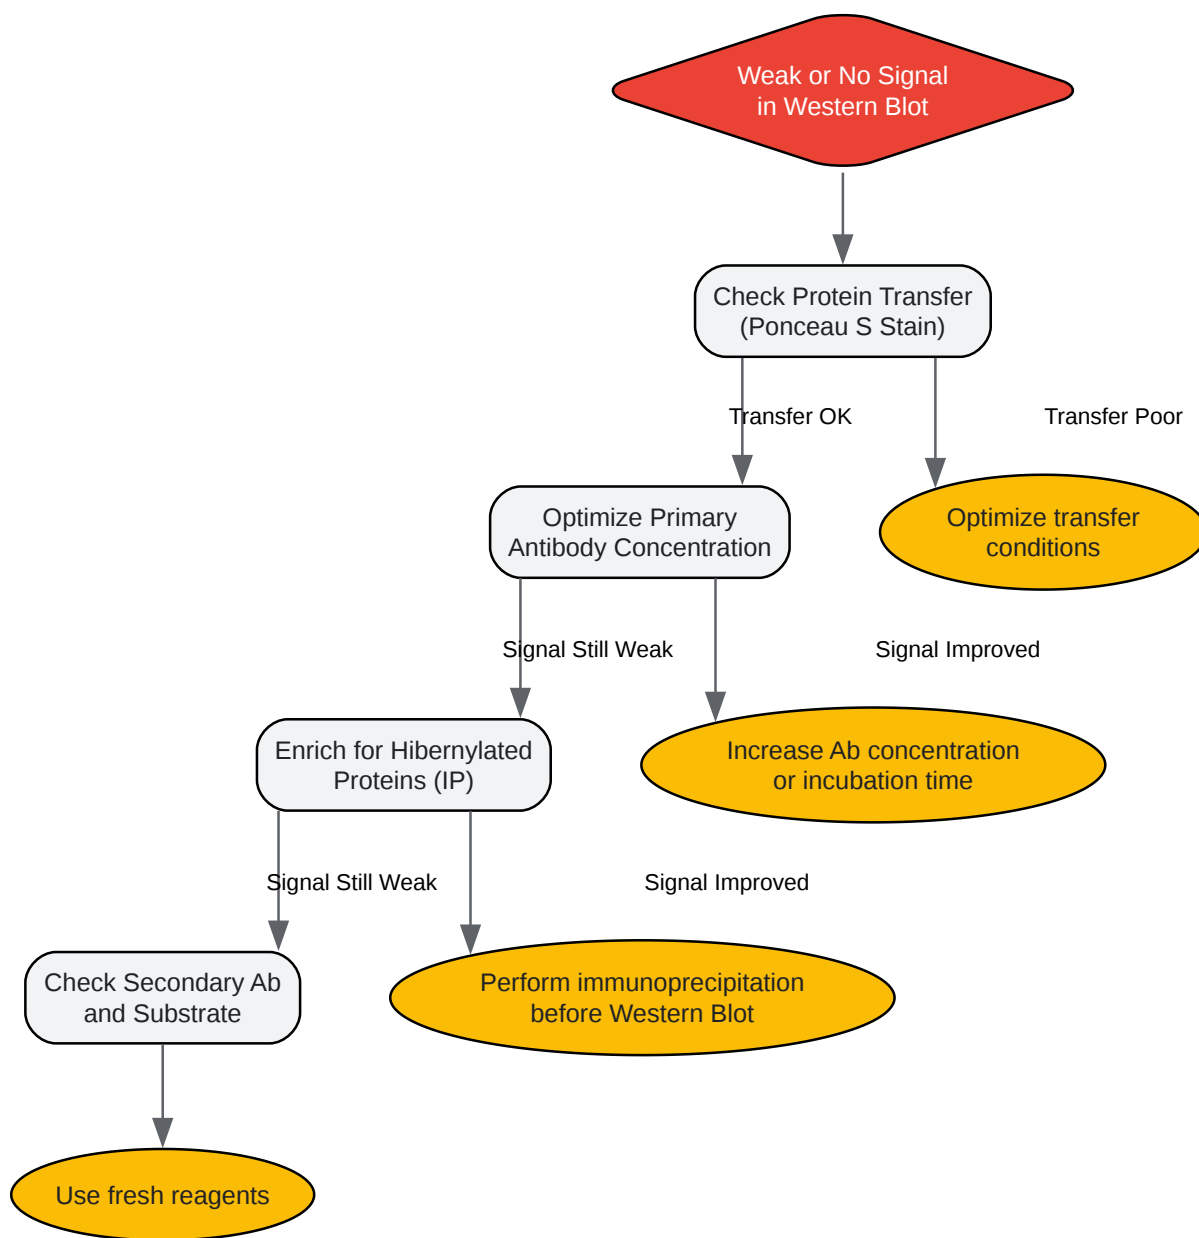 Weak or No Signal
in Western Blot
Check Protein Transfer
(Ponceau S Stain)
Transfer OK
Transfer Poor
Optimize Primary
Antibody Concentration
Optimize transfer
conditions
Signal Still Weak
Signal Improved
Enrich for Hibernylated
Proteins (IP)
Increase Ab concentration
or incubation time
Signal Still Weak
Signal Improved
Check Secondary Ab
and Substrate
Perform immunoprecipitation
before Western Blot
Use fresh reagents